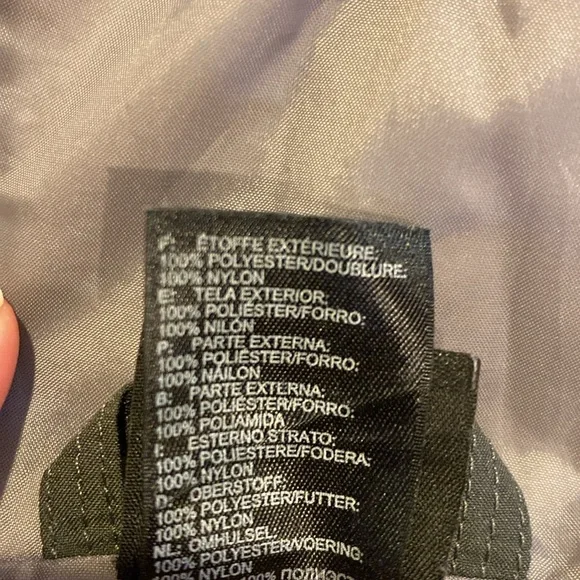 F: ÉTOFFE EXTÉRIEURE:
100% POLYESTER/DOUBLURE:
100% NYLON
E: TELA EXTERIOR:
100% POLIÉSTER/FORRO:
100% NILÓN
P: PARTE EXTERNA:
100% POLIÉSTER/FORRO:
100% NÁILON
B: PARTE EXTERNA:
100% POLIÉSTER/FORRO:
100% POLIAMIDA
I: ESTERNO STRATO:
100% POLIESTERE/FODERA:
100% NYLON
D: OBERSTOFF:
100% POLYESTER/FUTTER:
100% NYLON
NL: OMHULSEL:
100% POLYESTER/VOERING:
100% NYLON
100%